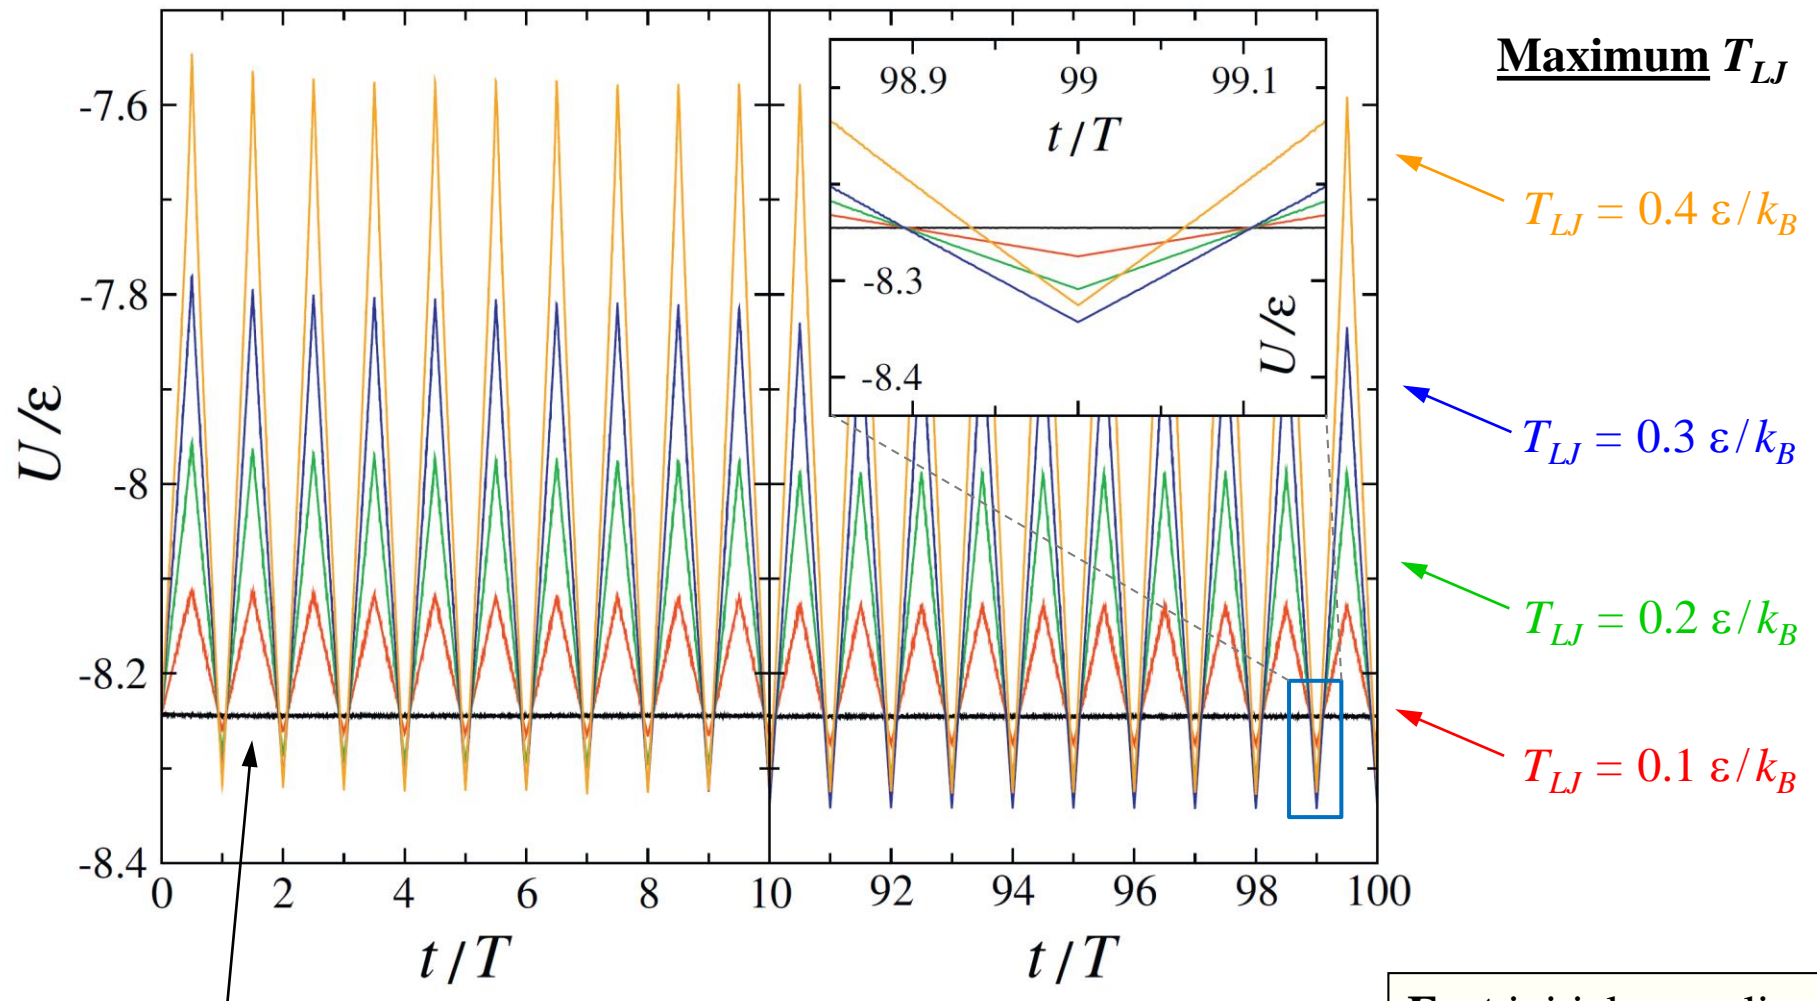 Maximum T_LJ
-7.6
-7.8
-8
-8.2
-8.4
U/ε
98.9 99 99.1
t/T
-8.3
-8.4
U/ε
T_LJ = 0.4 ε/k_B
T_LJ = 0.3 ε/k_B
T_LJ = 0.2 ε/k_B
T_LJ = 0.1 ε/k_B
0 2 4 6 8 10 92 94 96 98 100
t/T t/T